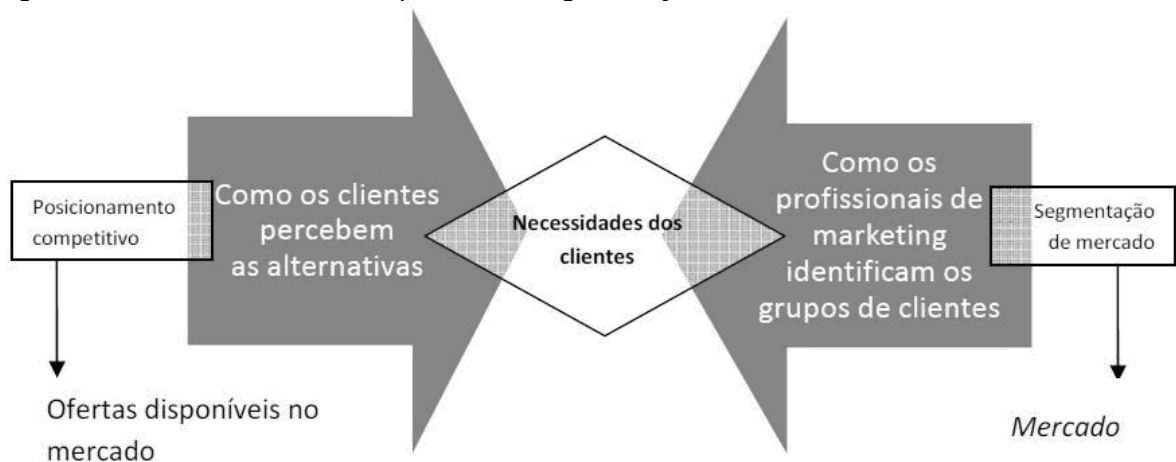 Posicionamento
competitivo
Como os clientes
percebem
as alternativas
Necessidades dos
clientes
Como os
profissionais de
marketing
identificam os
grupos de clientes
Segmentação
de mercado
Ofertas disponíveis no
mercado
Mercado